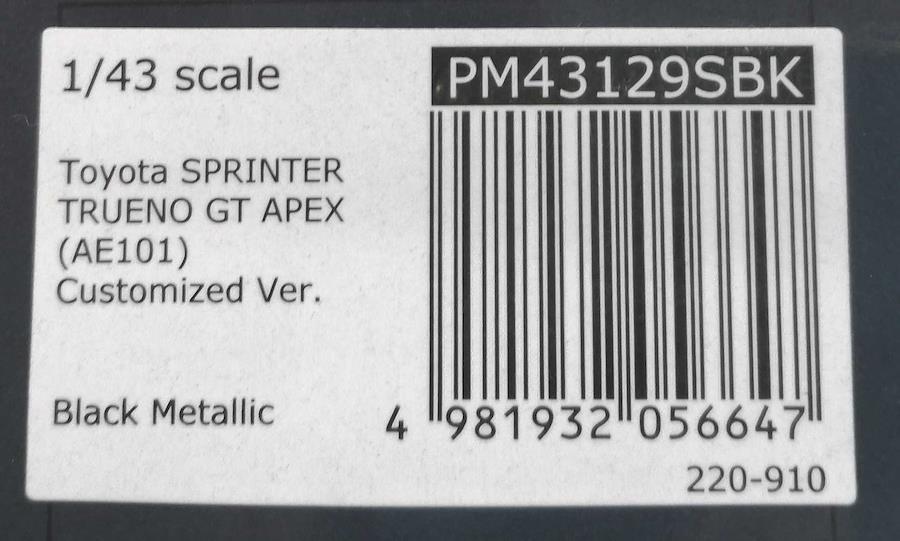 1/43 scale
PM43129SBK
Toyota SPRINTER
TRUENO GT APEX
(AE101)
Customized Ver.
Black Metallic
4 981932 056647
220-910